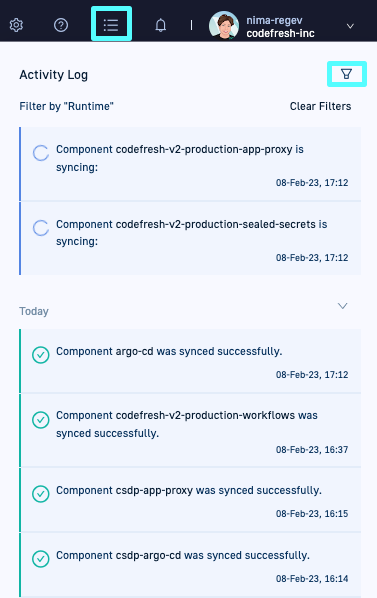 nima-regev
codefresh-inc
Activity Log
Filter by "Runtime"
Clear Filters
Component codefresh-v2-production-app-proxy is
syncing:
08-Feb-23, 17:12
Component codefresh-v2-production-sealed-secrets is
syncing:
08-Feb-23, 17:12
Today
Component argo-cd was synced successfully.
08-Feb-23, 17:12
Component codefresh-v2-production-workflows was
synced successfully.
08-Feb-23, 16:37
Component csdp-app-proxy was synced successfully.
08-Feb-23, 16:15
Component csdp-argo-cd was synced successfully.
08-Feb-23, 16:14